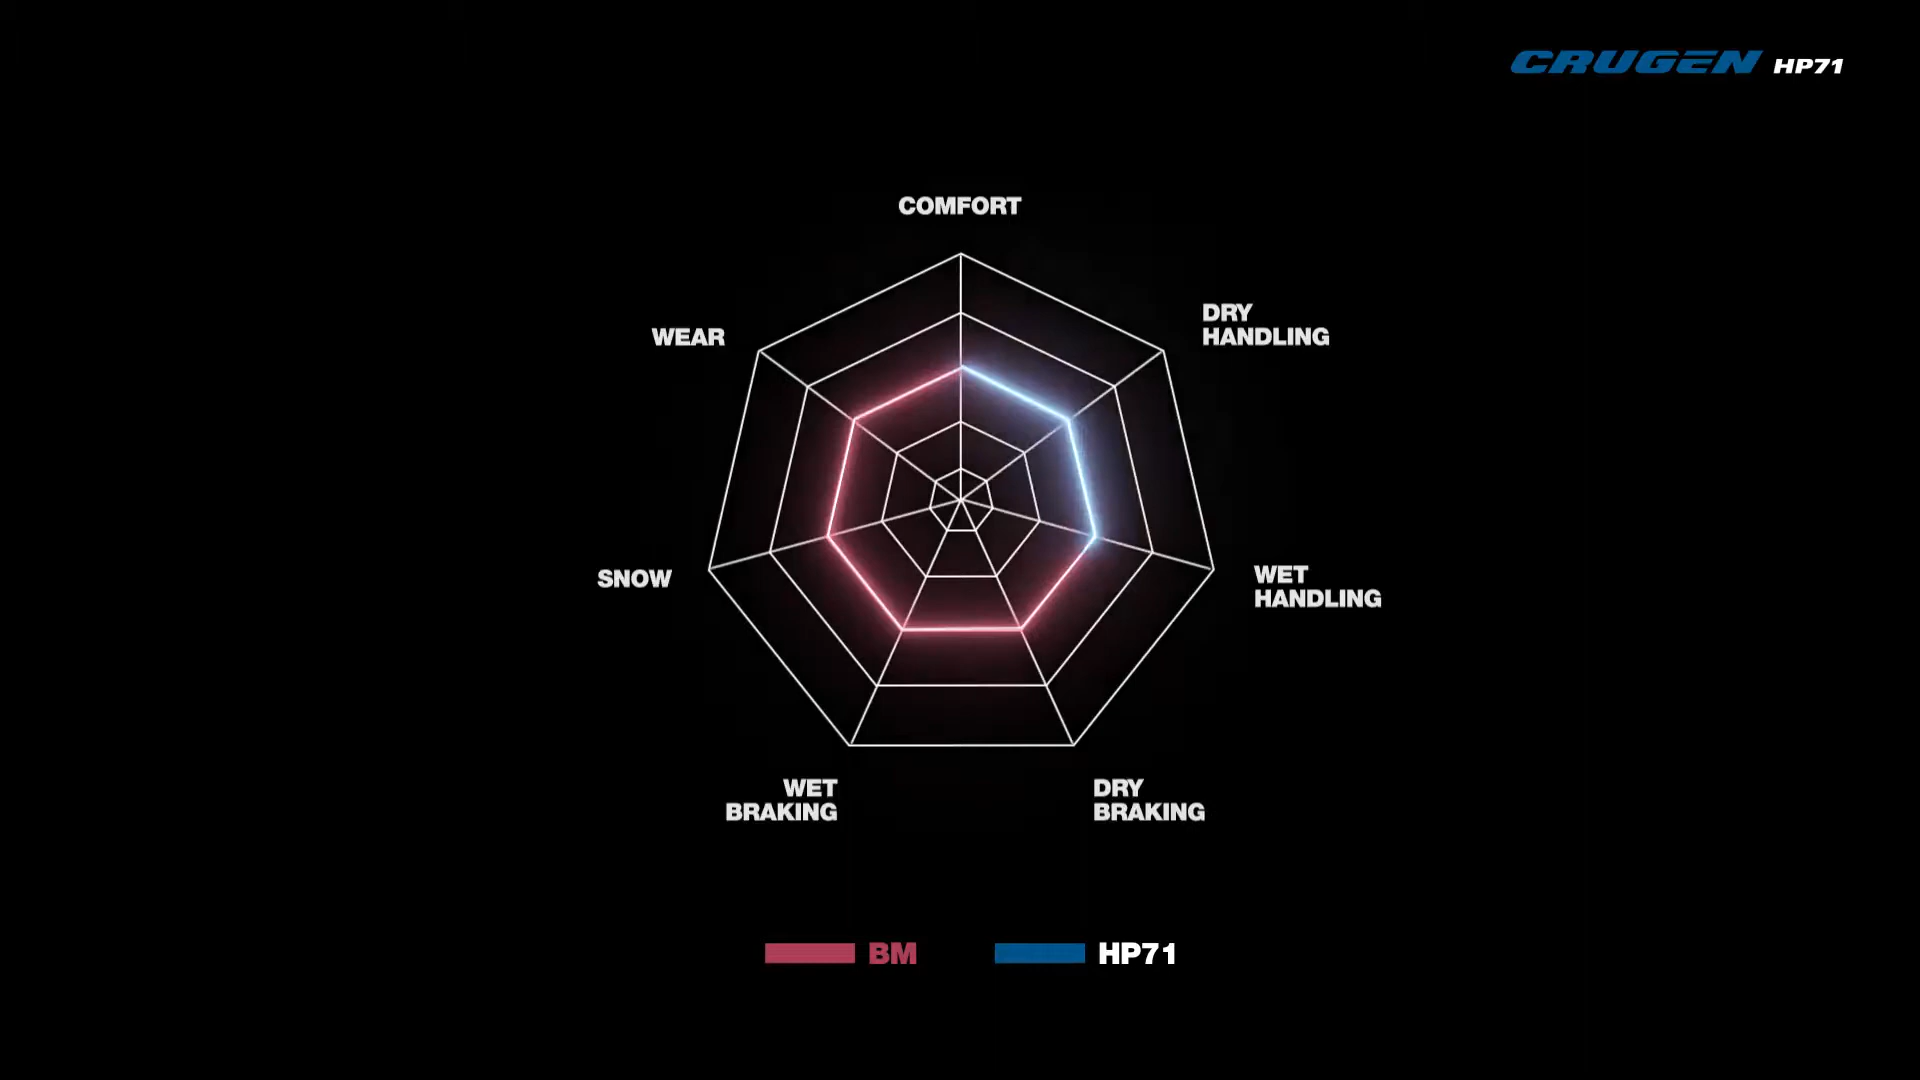 CRUGEN HP71
COMFORT
DRY
HANDLING
WEAR
WET
HANDLING
SNOW
WET
BRAKING
DRY
BRAKING
BM
HP71